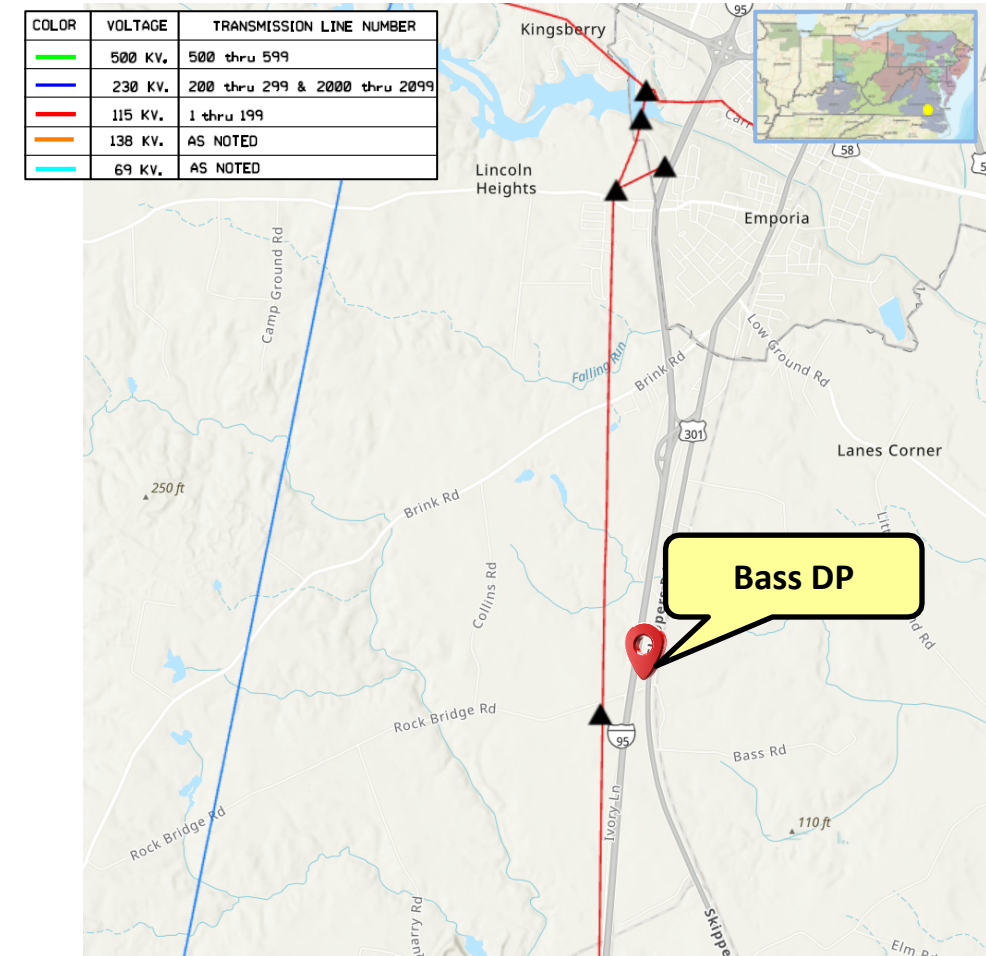 COLOR VOLTAGE TRANSMISSION LINE NUMBER
500 KV. 500 thru 599
230 KV. 200 thru 299 & 2000 thru 2099
115 KV. 1 thru 199
138 KV. AS NOTED
69 KV. AS NOTED
Kingsberry
95
58
Lincoln
Heights
Emporia
Camp Ground Rd
Low Ground Rd
Falling Run
Brink Rd
301
Lanes Corner
250 ft
Brink Rd
Collins Rd
Bass DP
Rock Bridge Rd
95
Bass Rd
Ivory Ln
110 ft
Rock Bridge Rd
Elm